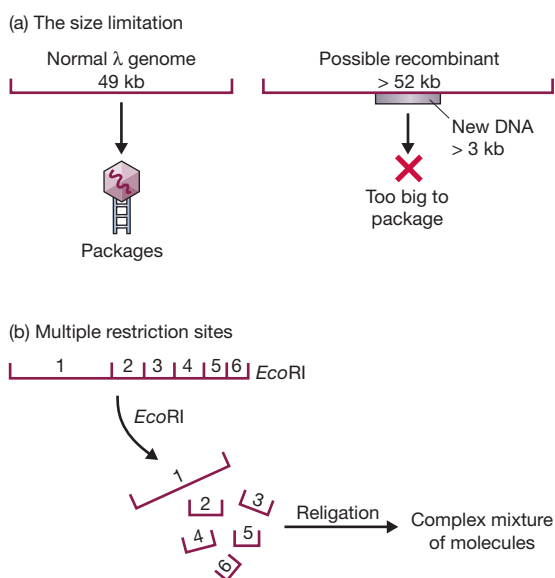 (a) The size limitation
Normal λ genome
49 kb
Packages
Possible recombinant
> 52 kb
New DNA
> 3 kb
Too big to
package
(b) Multiple restriction sites
1 2 3 4 5 6 EcoRI
EcoRI
1
2 3
4 5
6
Religation
Complex mixture
of molecules